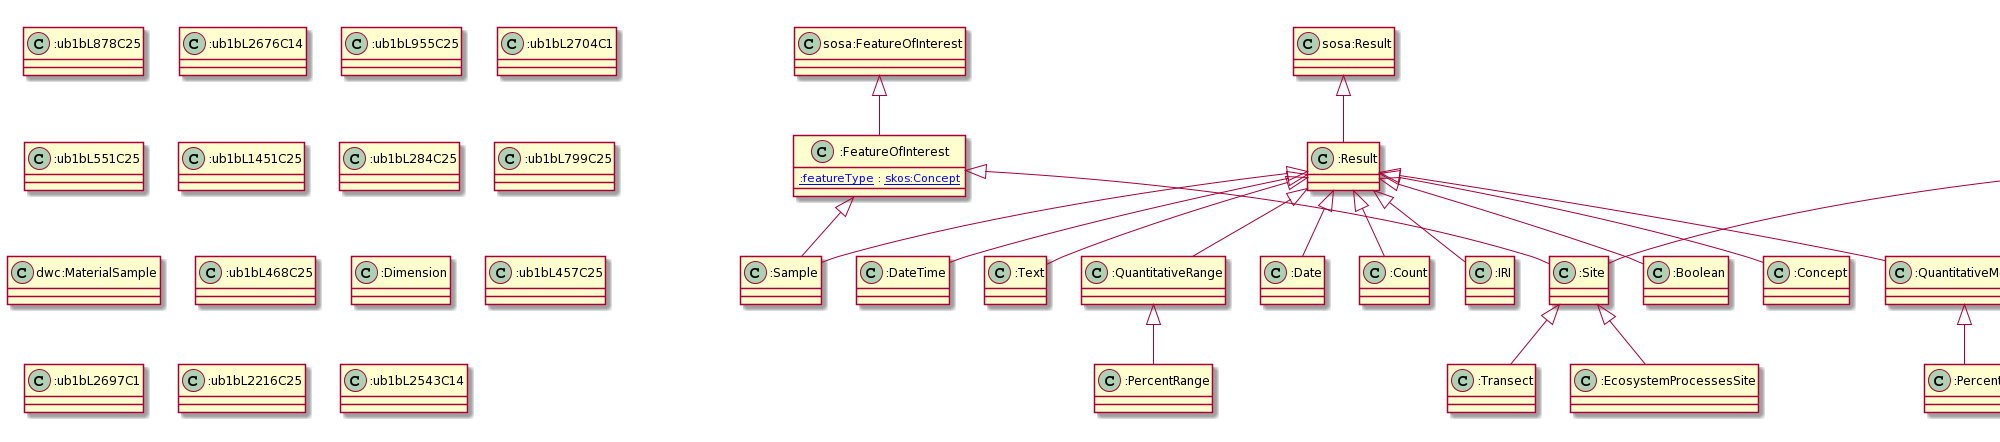 C :ub1bL878C25
C :ub1bL2676C14
C :ub1bL955C25
C :ub1bL2704C1
C sosa:FeatureOfInterest
C sosa:Result
C :ub1bL551C25
C :ub1bL1451C25
C :ub1bL284C25
C :ub1bL799C25
C :FeatureOfInterest
:featureType : skos:Concept
C :Result
C dwc:MaterialSample
C :ub1bL468C25
C :Dimension
C :ub1bL457C25
C :Sample
C :DateTime
C :Text
C :QuantitativeRange
C :Date
C :Count
C :IRI
C :Site
C :Boolean
C :Concept
C :QuantitativeM
C :ub1bL2697C1
C :ub1bL2216C25
C :ub1bL2543C14
C :PercentRange
C :Transect
C :EcosystemProcessesSite
C :Percent